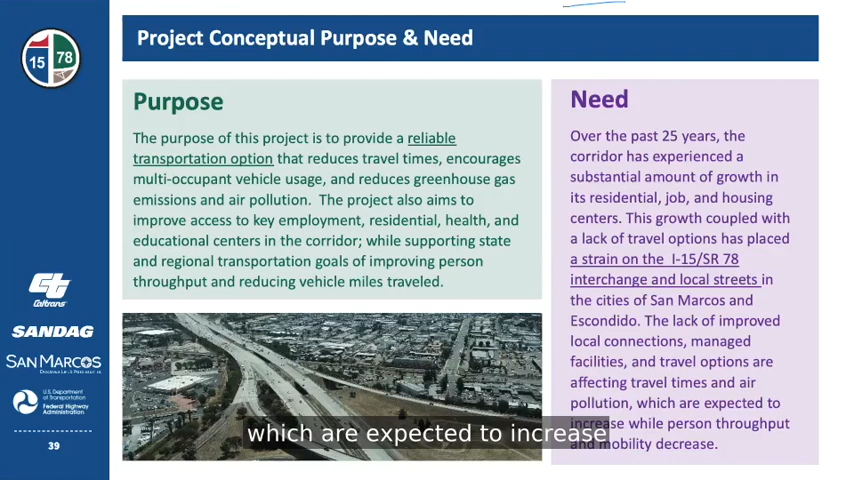 Project Conceptual Purpose & Need
15
78
Purpose
The purpose of this project is to provide a reliable
transportation option that reduces travel times, encourages
multi-occupant vehicle usage, and reduces greenhouse gas
emissions and air pollution.  The project also aims to
improve access to key employment, residential, health, and
educational centers in the corridor; while supporting state
and regional transportation goals of improving person
throughput and reducing vehicle miles traveled.
Need
Over the past 25 years, the
corridor has experienced a
substantial amount of growth in
its residential, job, and housing
centers. This growth coupled with
a lack of travel options has placed
a strain on the  I-15/SR 78
interchange and local streets in
the cities of San Marcos and
Escondido. The lack of improved
local connections, managed
facilities, and travel options are
affecting travel times and air
pollution, which are expected to
increase while person throughput
and mobility decrease.
Caltrans
SANDAG
SAN MARCOS
U.S. Department
of Transportation
Federal Highway
Administration
39
which are expected to increase